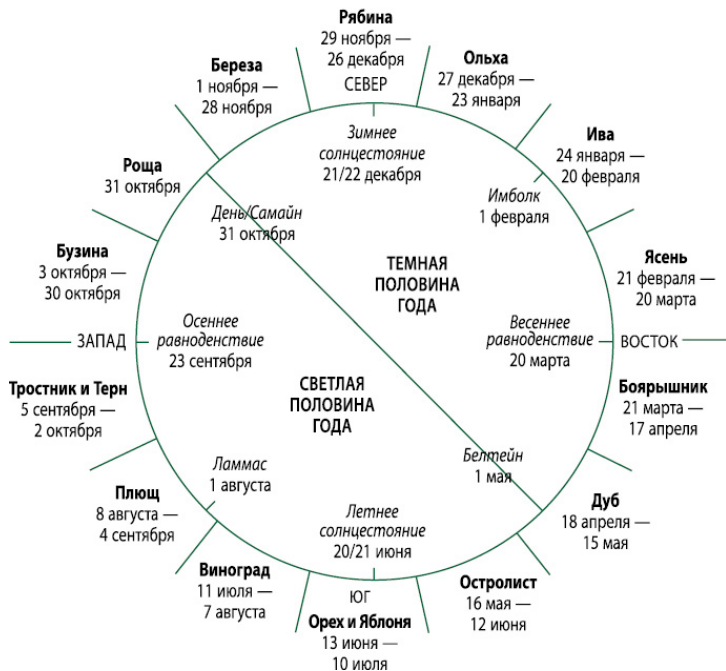 Рябина
29 ноября —
26 декабря
СЕВЕР
Ольха
27 декабря —
23 января
Ива
24 января —
20 февраля
Ясень
21 февраля —
20 марта
ВОСТОК
Боярышник
21 марта —
17 апреля
Дуб
18 апреля —
15 мая
Остролист
16 мая —
12 июня
ЮГ
Орех и Яблоня
13 июня —
10 июля
Виноград
11 июля —
7 августа
Плющ
8 августа —
4 сентября
Тростник и Терн
5 сентября —
2 октября
ЗАПАД
Бузина
3 октября —
30 октября
Роща
31 октября
Береза
1 ноября —
28 ноября
Зимнее
солнцестояние
21/22 декабря
Имболк
1 февраля
День/Самайн
31 октября
ТЕМНАЯ
ПОЛОВИНА
ГОДА
Весеннее
равноденствие
20 марта
Осеннее
равноденствие
23 сентября
СВЕТЛАЯ
ПОЛОВИНА
ГОДА
Белтейн
1 мая
Ламмас
1 августа
Летнее
солнцестояние
20/21 июня